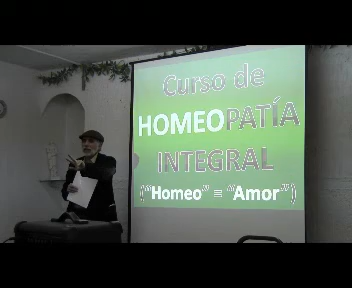 Curso de
HOMEOPATÍA
INTEGRAL
("Homeo" = "Amor")